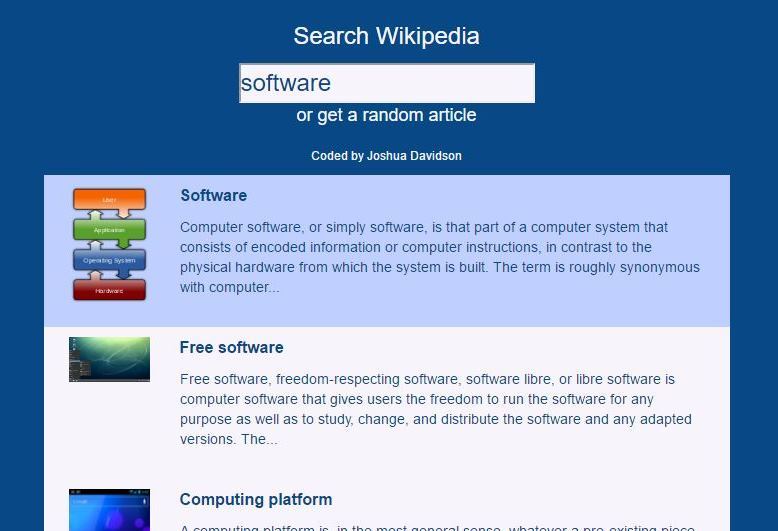 Search Wikipedia
software
or get a random article
Coded by Joshua Davidson
User
Application
Operating System
Hardware
Software
Computer software, or simply software, is that part of a computer system that
consists of encoded information or computer instructions, in contrast to the
physical hardware from which the system is built. The term is roughly synonymous
with computer...
Free software
Free software, freedom-respecting software, software libre, or libre software is
computer software that gives users the freedom to run the software for any
purpose as well as to study, change, and distribute the software and any adapted
versions. The...
Computing platform
A computing platform is, in the most general sense, whatever a pre-existing piece